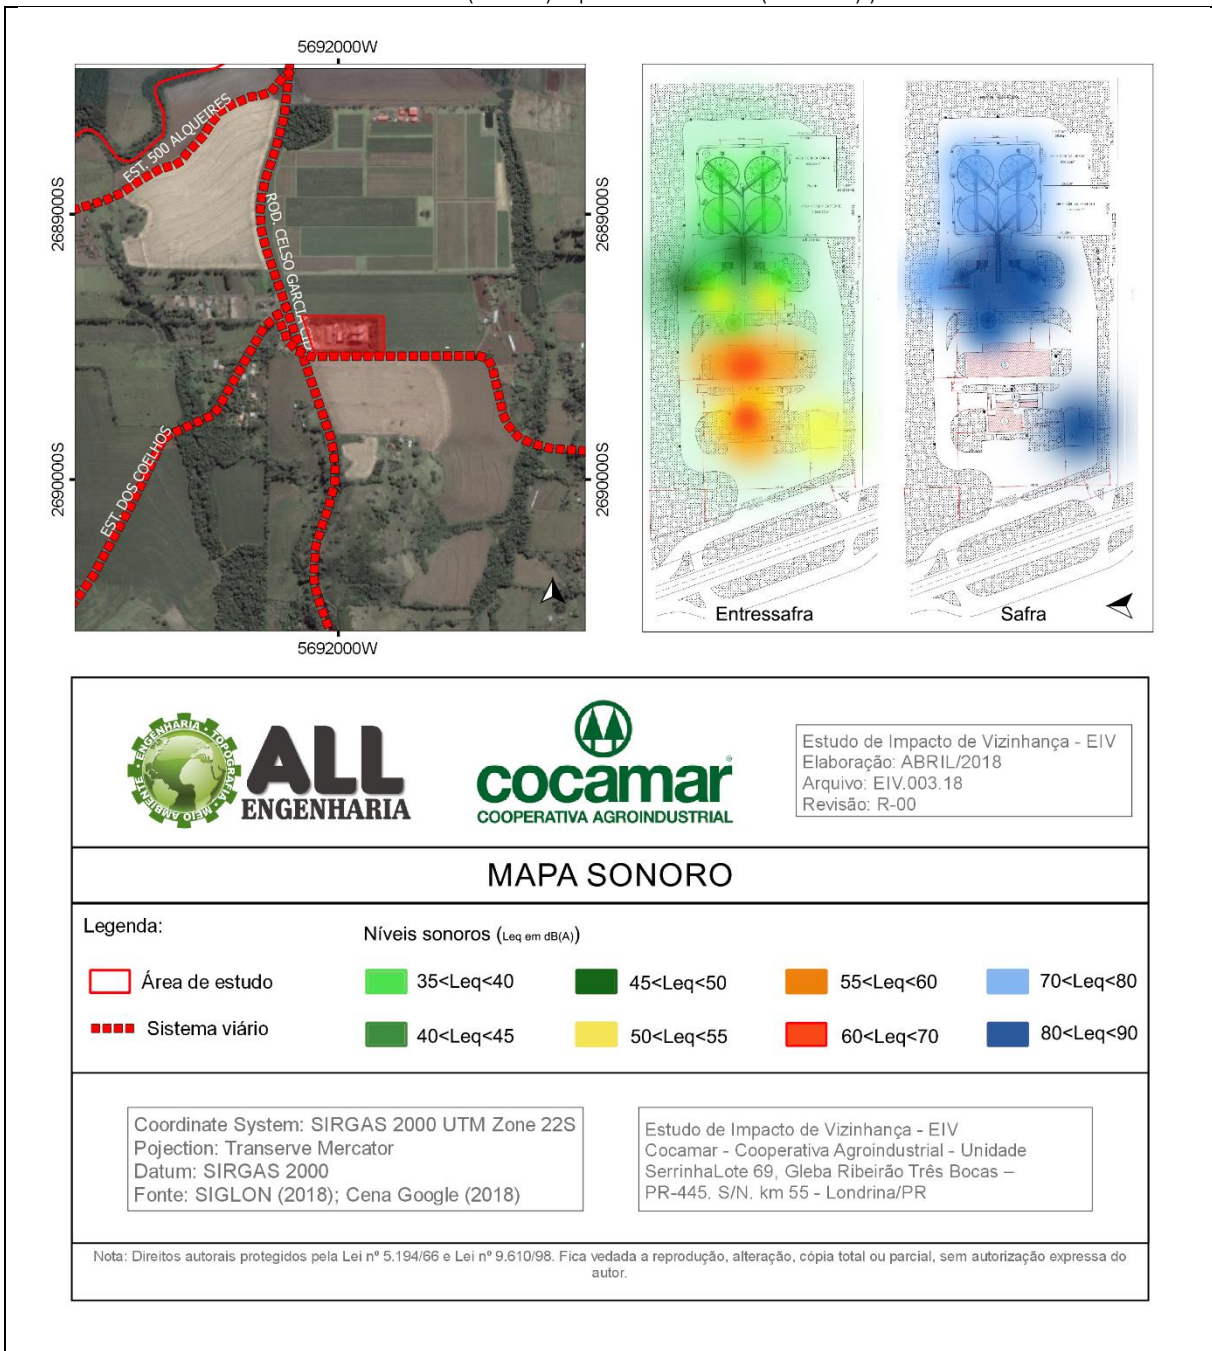 5692000W
EST. 500 ALQUEIRES
ROD. CELSO GARCIA CID
EST. DOS COELHOS
2689000S
2690000S
2689000S
2690000S
5692000W
Entressafra
Safra
ENGENHARIA • TOPOGRAFIA • MEIO AMBIENTE
ALL
ENGENHARIA
cocamar
COOPERATIVA AGROINDUSTRIAL
Estudo de Impacto de Vizinhança - EIV
Elaboração: ABRIL/2018
Arquivo: EIV.003.18
Revisão: R-00
MAPA SONORO
Legenda:
Níveis sonoros (Leq em dB(A))
Área de estudo
35<Leq<40
45<Leq<50
55<Leq<60
70<Leq<80
Sistema viário
40<Leq<45
50<Leq<55
60<Leq<70
80<Leq<90
Coordinate System: SIRGAS 2000 UTM Zone 22S
Pojection: Transerve Mercator
Datum: SIRGAS 2000
Fonte: SIGLON (2018); Cena Google (2018)
Estudo de Impacto de Vizinhança - EIV
Cocamar - Cooperativa Agroindustrial - Unidade
SerrinhaLote 69, Gleba Ribeirão Três Bocas –
PR-445. S/N. km 55 - Londrina/PR
Nota: Direitos autorais protegidos pela Lei nº 5.194/66 e Lei nº 9.610/98. Fica vedada a reprodução, alteração, cópia total ou parcial, sem autorização expressa do
autor.